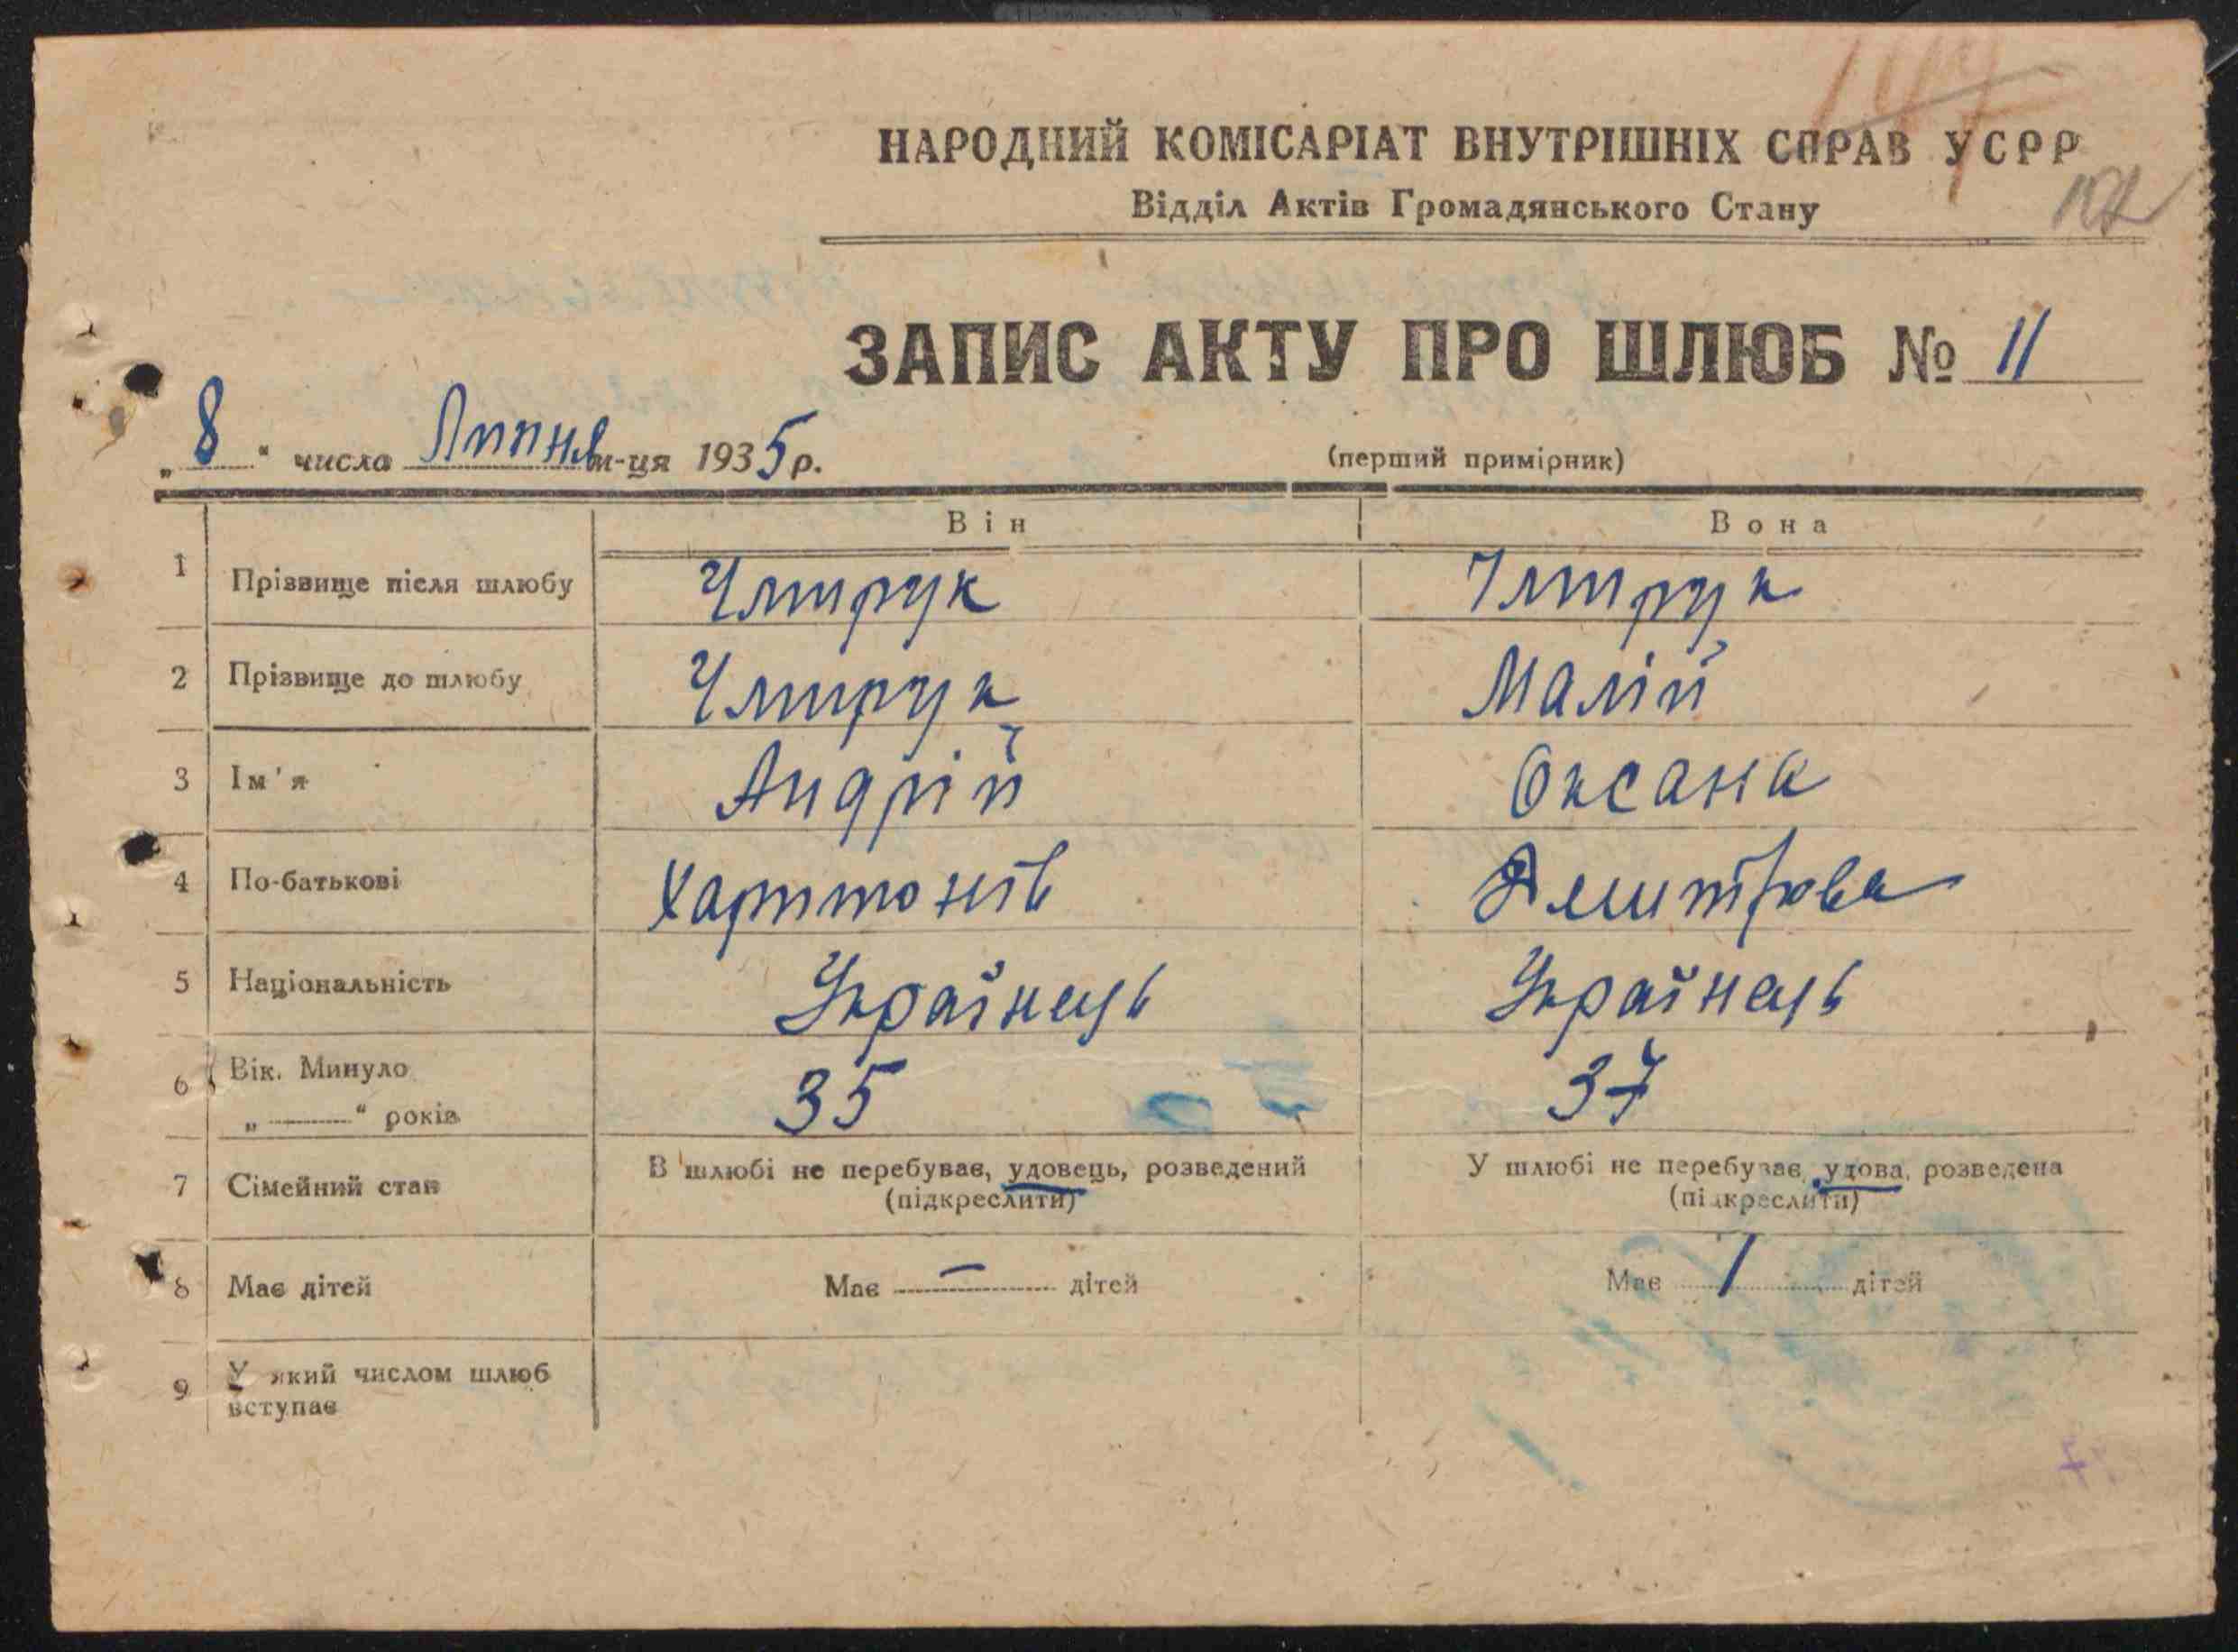 НАРОДНИЙ КОМІСАРІАТ ВНУТРІШНІХ СПРАВ УСРР
Відділ Актів Громадянського Стану
ЗАПИС АКТУ ПРО ШЛЮБ № 11
„8“ числа Липня м-ця 1935 р.
(перший примірник)
Він Вона
1 Прізвище після шлюбу Чмирук Чмирук
2 Прізвище до шлюбу Чмирук Малій
3 Ім'я Андрій Оксана
4 По-батькові Харитонів Дмитрова
5 Національність Українець Українець
6 Вік. Минуло „ “ років 35 37
7 Сімейний стан В шлюбі не перебуває, удовець, розведений (підкреслити) У шлюбі не перебуває, удова, розведена (підкреслити)
8 Має дітей Має — дітей Має 1 дітей
9 У який числом шлюб вступає